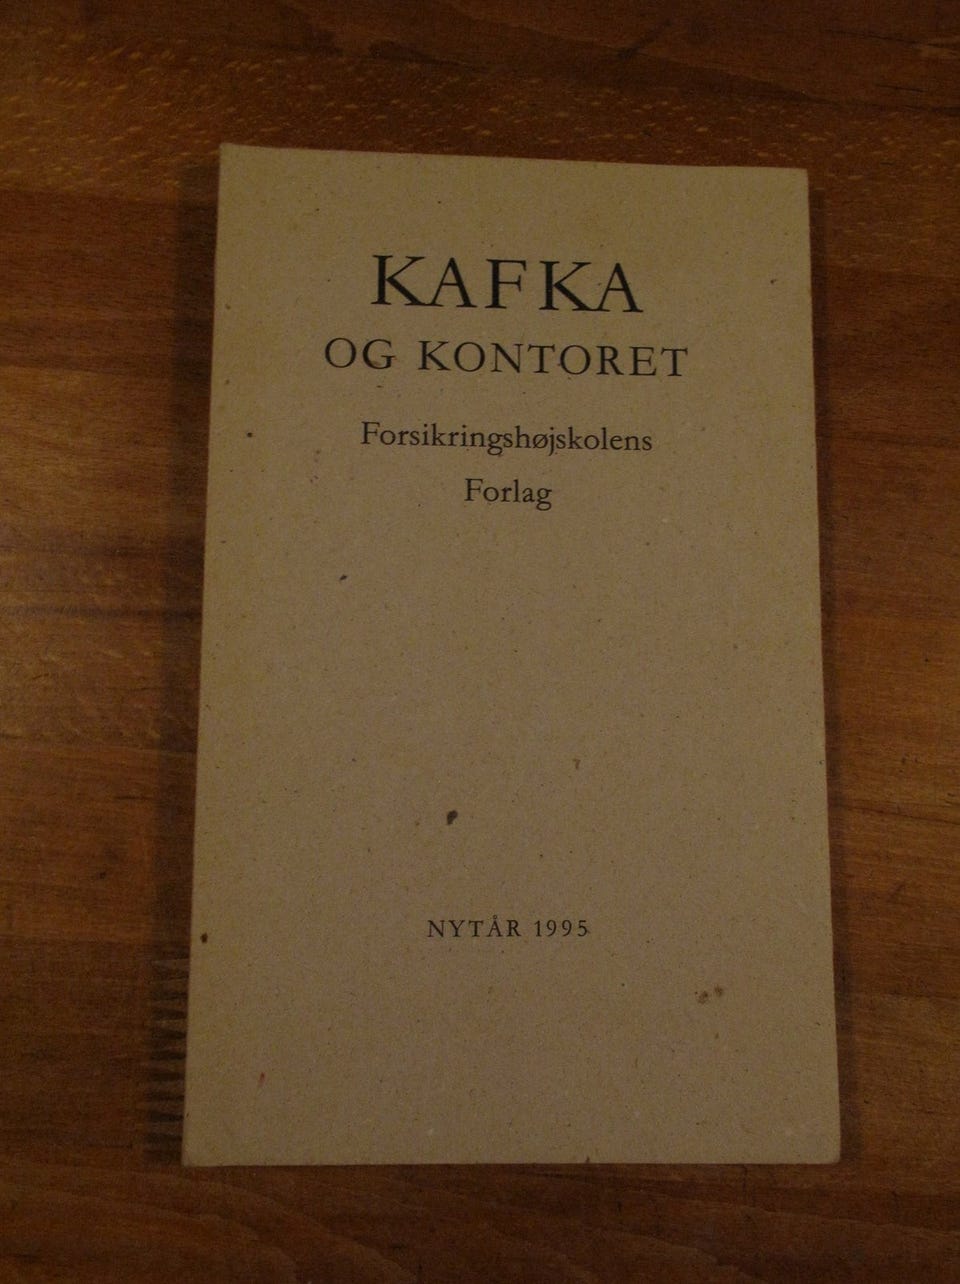 KAFKA
OG KONTORET
Forsikringshøjskolens
Forlag
NYTÅR 1995